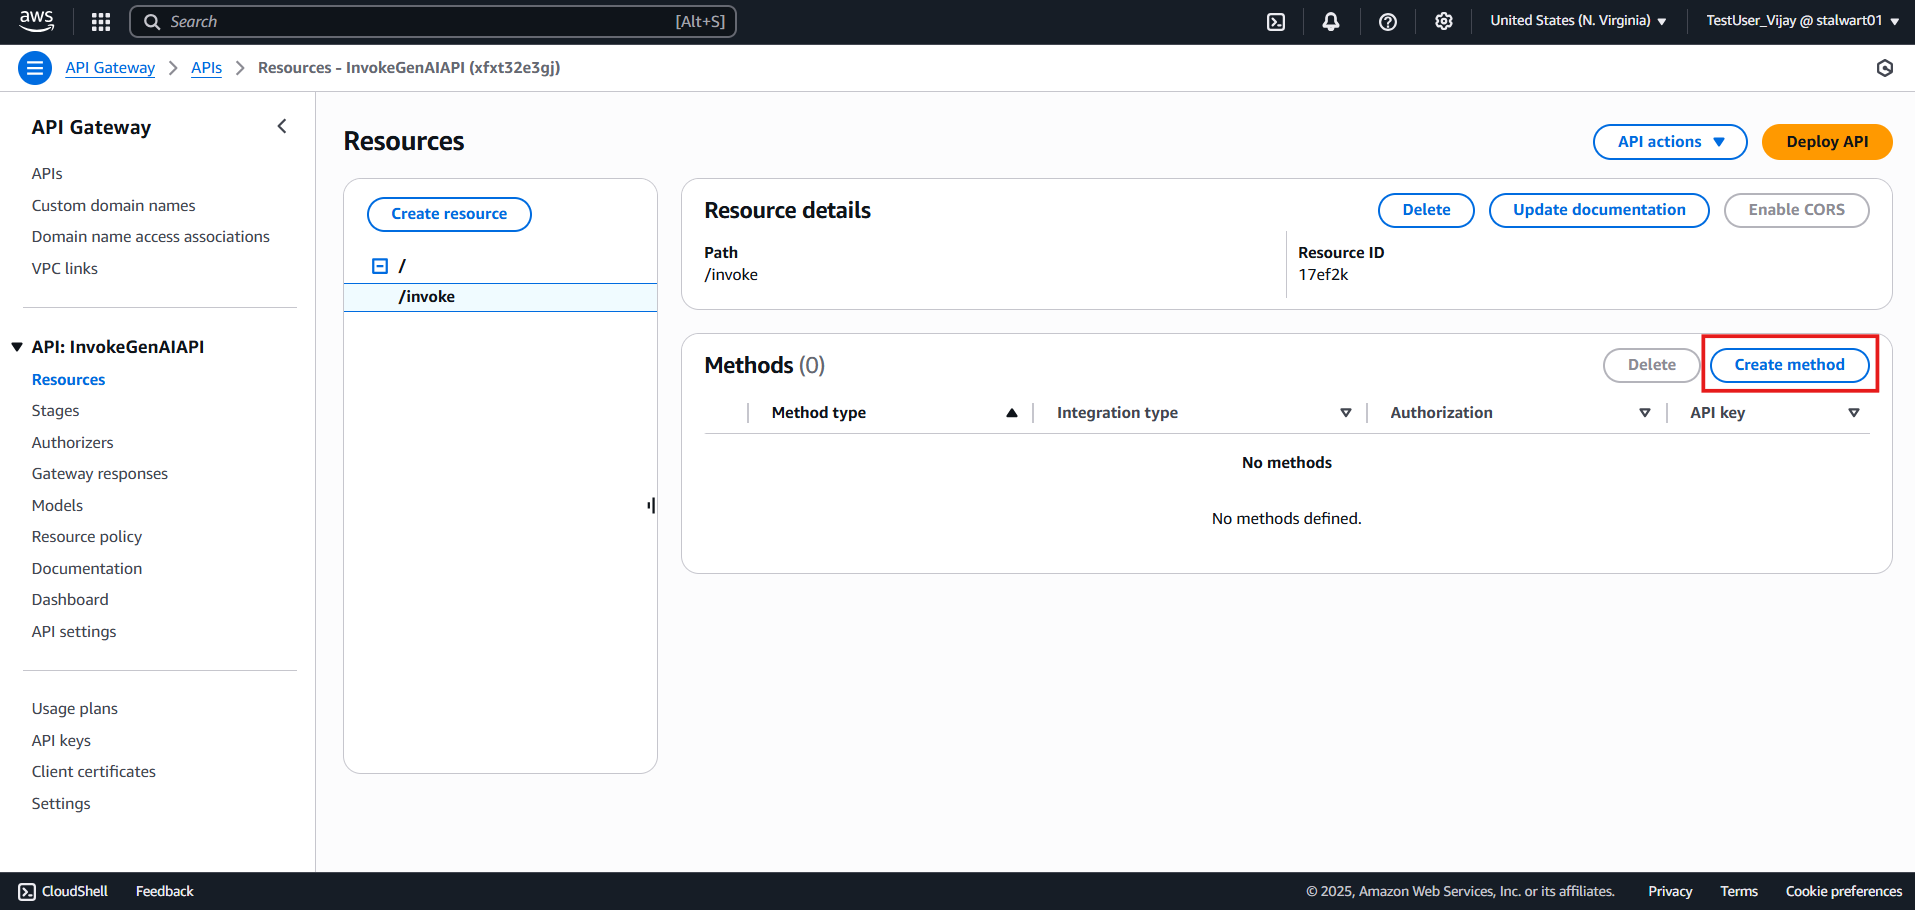 aws
Search [Alt+S]
United States (N. Virginia)
TestUser_Vijay @ stalwart01
API Gateway
APIs
Resources - InvokeGenAIAPI (xfxt32e3gj)
API Gateway
APIs
Custom domain names
Domain name access associations
VPC links
API: InvokeGenAIAPI
Resources
Stages
Authorizers
Gateway responses
Models
Resource policy
Documentation
Dashboard
API settings
Usage plans
API keys
Client certificates
Settings
Resources
API actions
Deploy API
Create resource
/
/invoke
Resource details
Delete
Update documentation
Enable CORS
Path
/invoke
Resource ID
17ef2k
Methods (0)
Delete
Create method
Method type
Integration type
Authorization
API key
No methods
No methods defined.
CloudShell
Feedback
© 2025, Amazon Web Services, Inc. or its affiliates.
Privacy
Terms
Cookie preferences